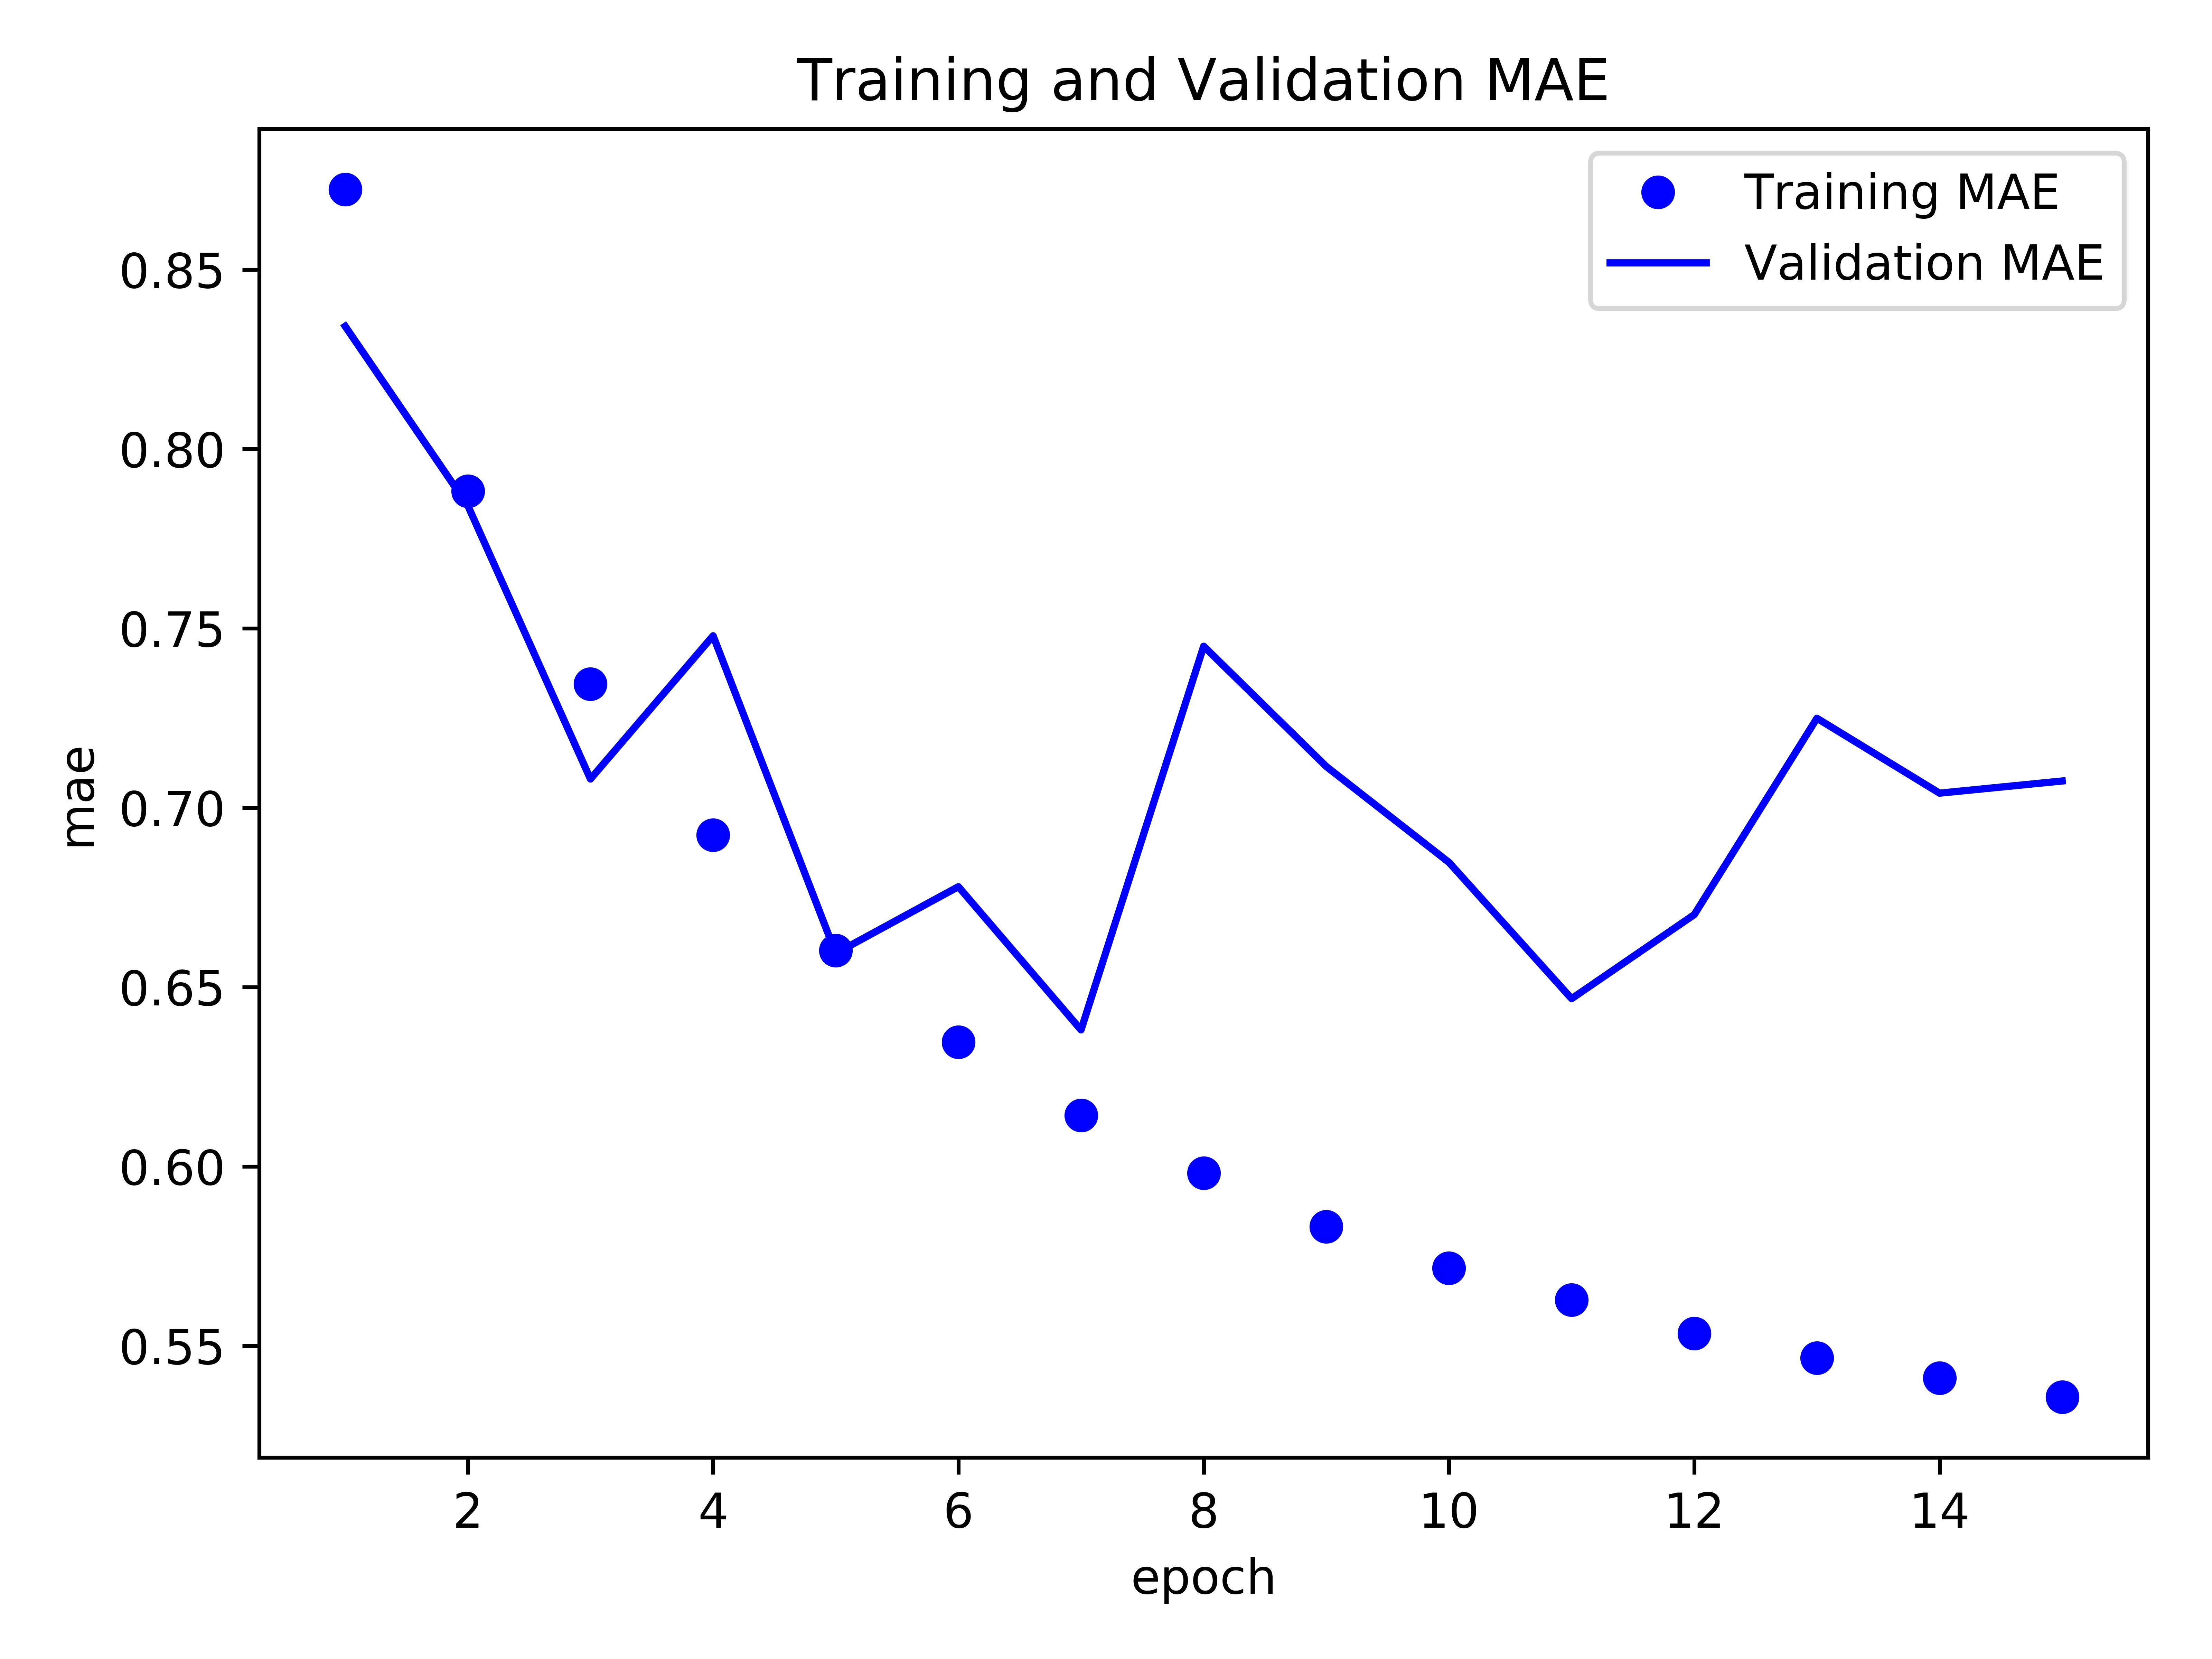 Training and Validation MAE
Training MAE
Validation MAE
0.85
0.80
0.75
0.70
0.65
0.60
0.55
mae
2 4 6 8 10 12 14
epoch